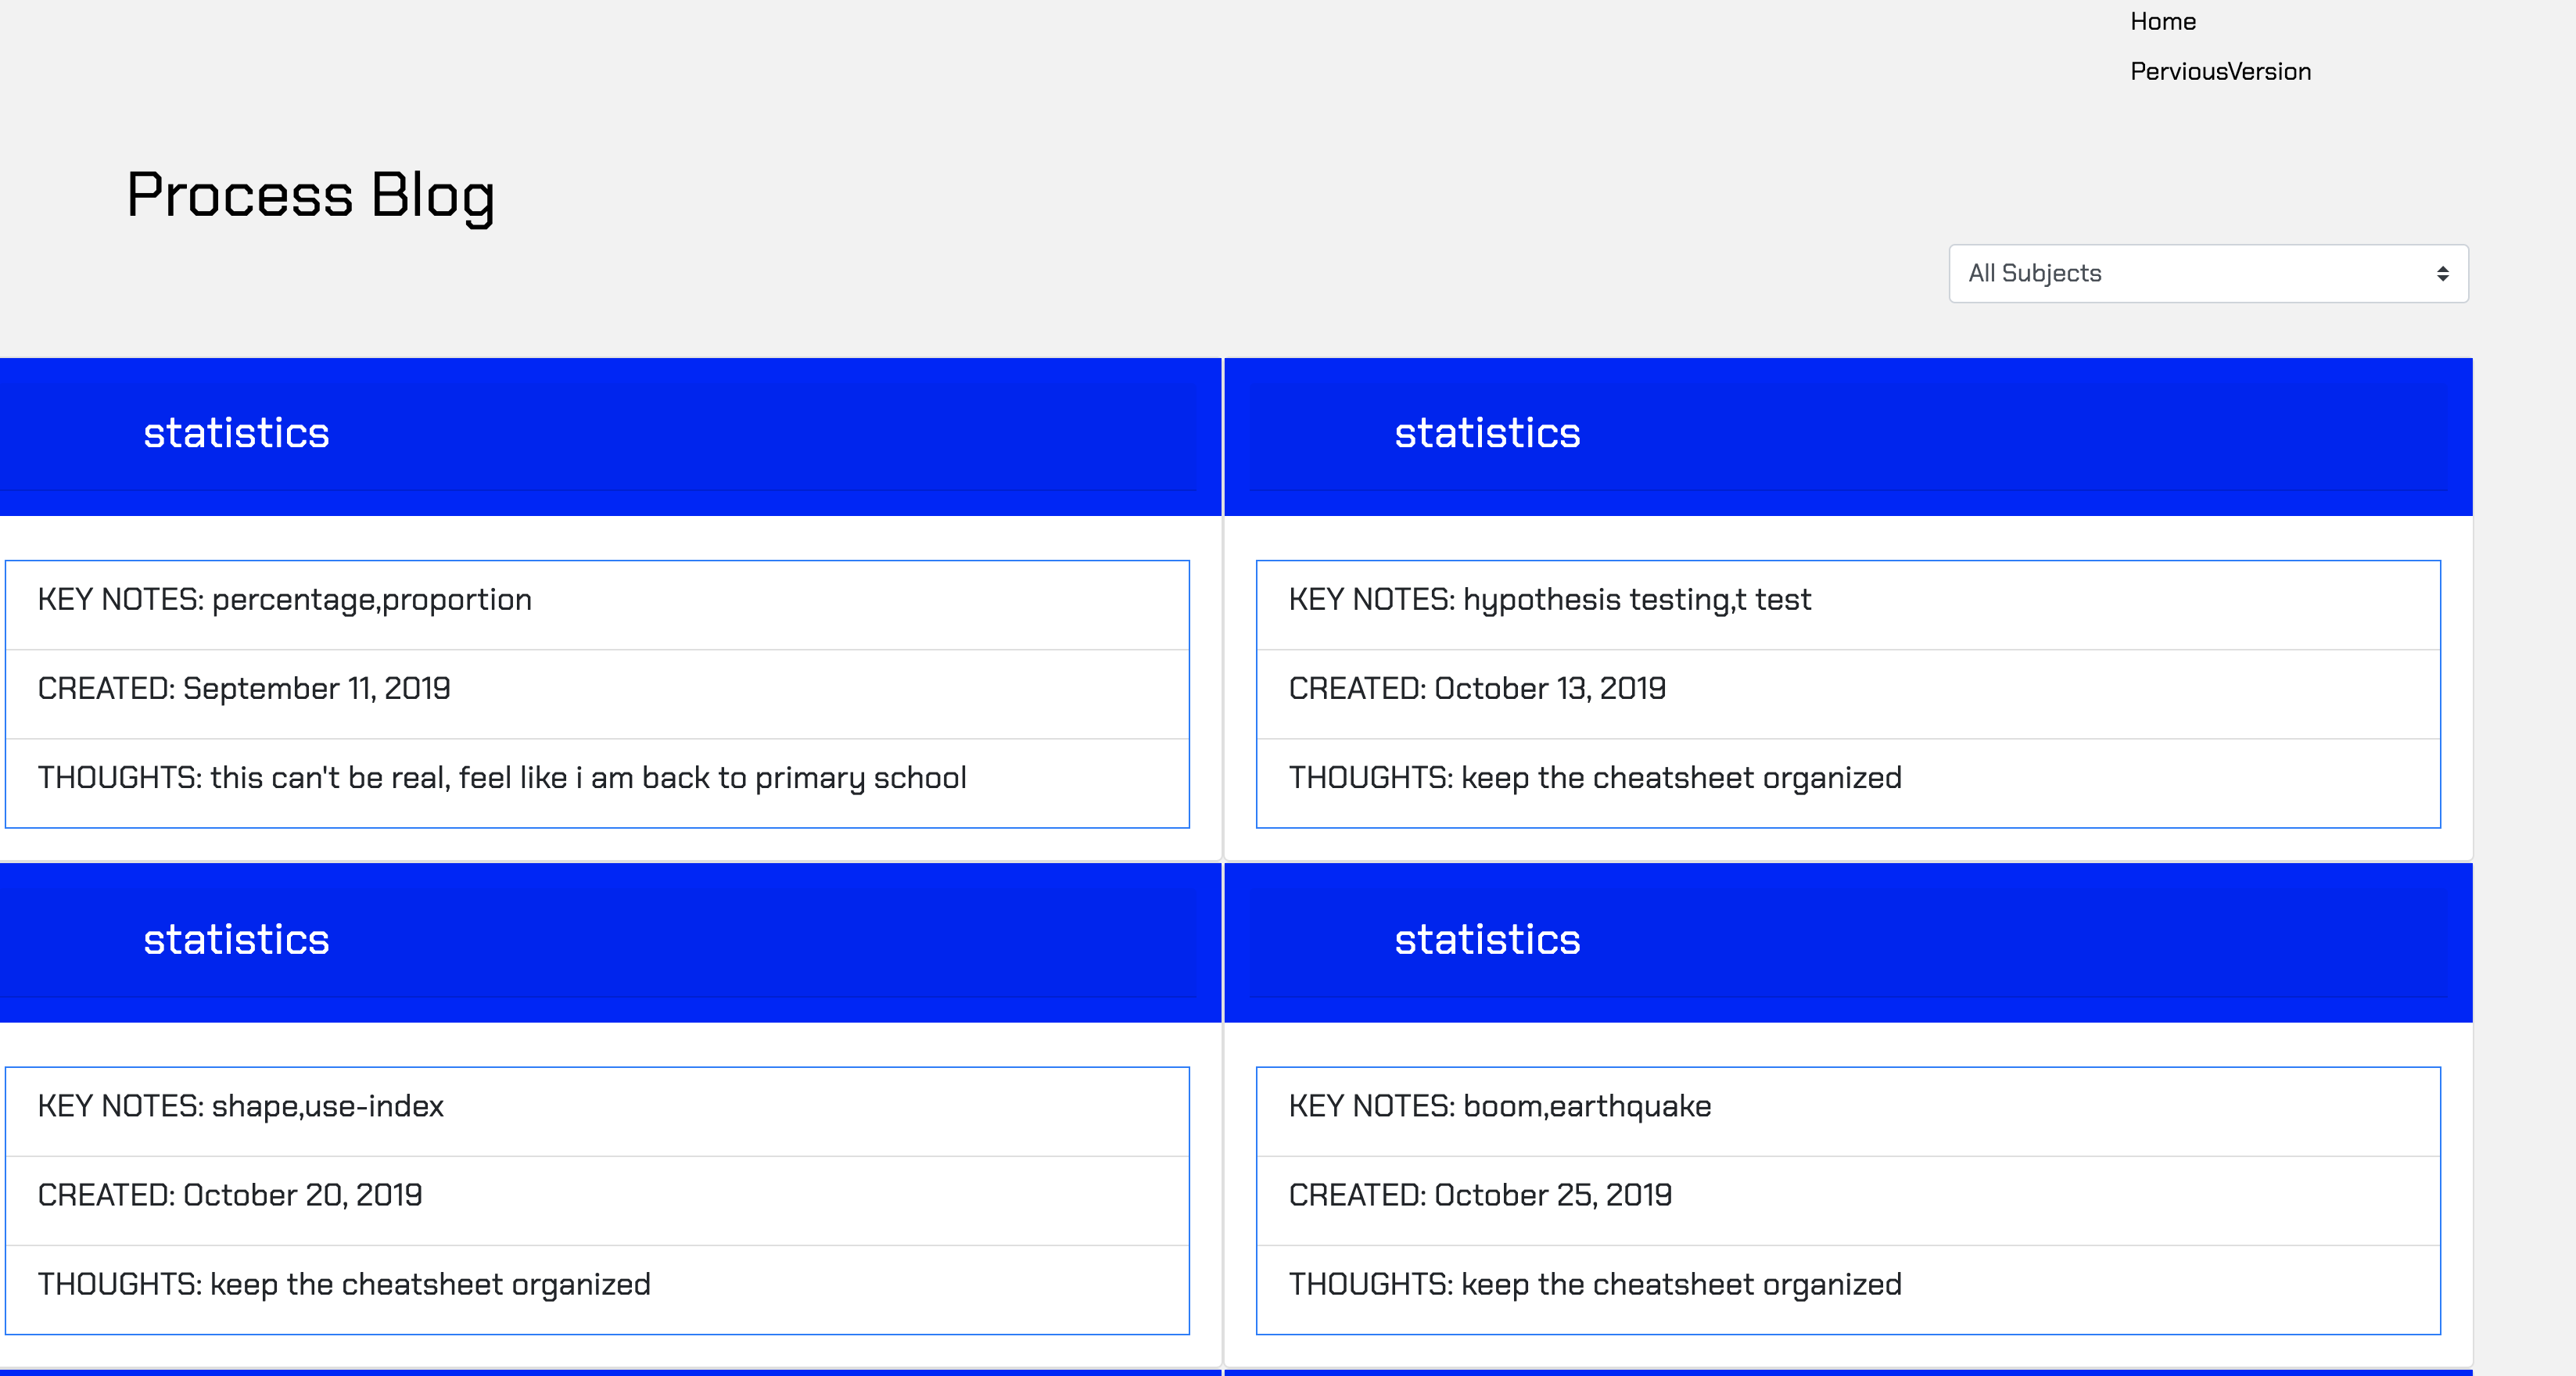 Home
PerviousVersion
Process Blog
All Subjects
statistics
KEY NOTES: percentage,proportion
CREATED: September 11, 2019
THOUGHTS: this can't be real, feel like i am back to primary school
statistics
KEY NOTES: hypothesis testing,t test
CREATED: October 13, 2019
THOUGHTS: keep the cheatsheet organized
statistics
KEY NOTES: shape,use-index
CREATED: October 20, 2019
THOUGHTS: keep the cheatsheet organized
statistics
KEY NOTES: boom,earthquake
CREATED: October 25, 2019
THOUGHTS: keep the cheatsheet organized